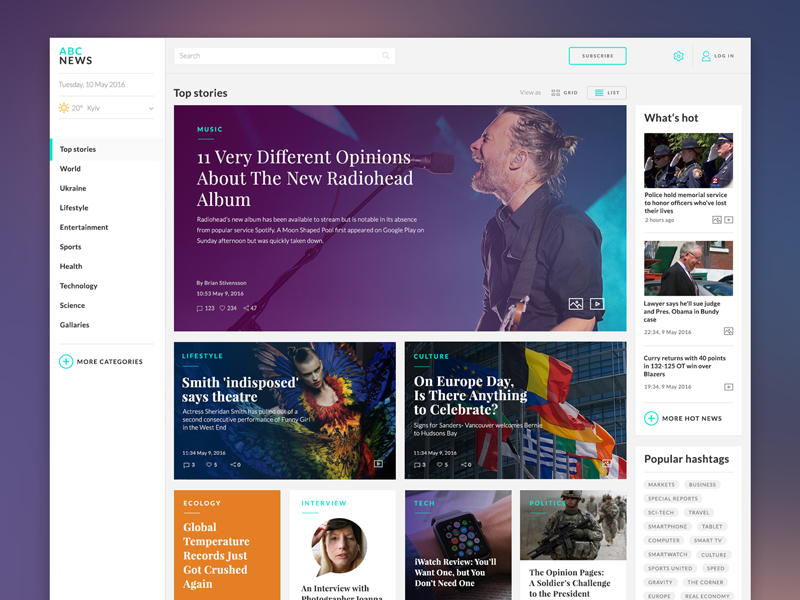 ABC
NEWS
Tuesday, 10 May 2016
20° Kyiv
Top stories
World
Ukraine
Lifestyle
Entertainment
Sports
Health
Technology
Science
Gallaries
MORE CATEGORIES
Search
SUBSCRIBE
LOG IN
Top stories
View as
GRID
LIST
MUSIC
11 Very Different Opinions
About The New Radiohead
Album
Radiohead's new album has been available to stream but is notable in its absence
from popular service Spotify. A Moon Shaped Pool first appeared on Google Play on
Sunday afternoon but was quickly taken down.
By Brian Stivensson
10:53 May 9, 2016
123 234 47
LIFESTYLE
Smith 'indisposed'
says theatre
Actress Sheridan Smith has pulled out of a
second consecutive performance of Funny Girl
in the West End
11:34 May 9, 2016
3 5 0
CULTURE
On Europe Day,
Is There Anything
to Celebrate?
Signs for Sanders- Vancouver welcomes Bernie
to Hudsons Bay
11:34 May 9, 2016
3 5 0
ECOLOGY
Global
Temperature
Records Just
Got Crushed
Again
INTERVIEW
An Interview with
Photographer Joanna
TECH
iWatch Review: You'll
Want One, but You
Don't Need One
POLITICS
The Opinion Pages:
A Soldier's Challenge
to the President
What's hot
Police hold memorial service
to honor officers who've lost
their lives
2 hours ago
Lawyer says he'll sue judge
and Pres. Obama in Bundy
case
22:34, 9 May 2016
Curry returns with 40 points
in 132-125 OT win over
Blazers
19:34, 9 May 2016
MORE HOT NEWS
Popular hashtags
MARKETS BUSINESS
SPECIAL REPORTS
SCI-TECH TRAVEL
SMARTPHONE TABLET
COMPUTER SMART TV
SMARTWATCH CULTURE
SPORTS UNITED SPEED
GRAVITY THE CORNER
EUROPE REAL ECONOMY